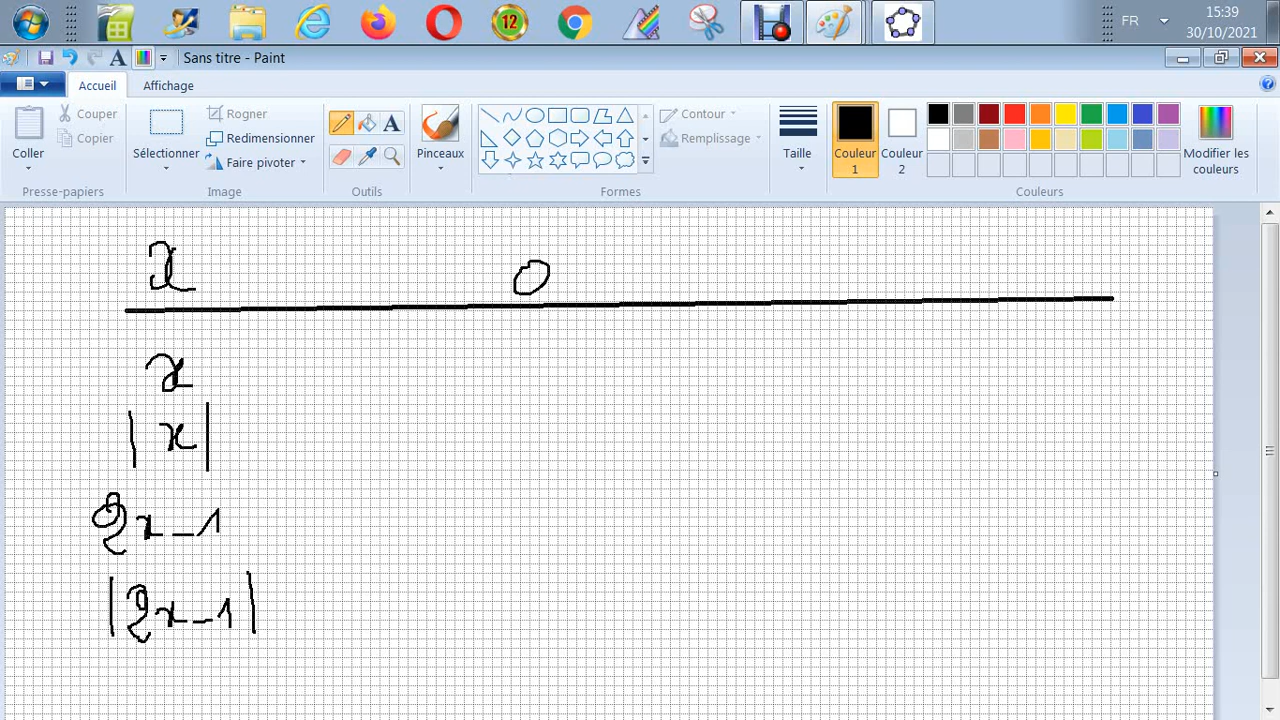 12
FR
15:39
30/10/2021
Sans titre - Paint
Accueil Affichage
Coller
Couper
Copier
Presse-papiers
Sélectionner
Rogner
Redimensionner
Faire pivoter
Image
A
Outils
Pinceaux
Contour
Remplissage
Formes
Taille
Couleur 1
Couleur 2
Modifier les couleurs
Couleurs
x 0
x
|x|
2x-1
|2x-1|